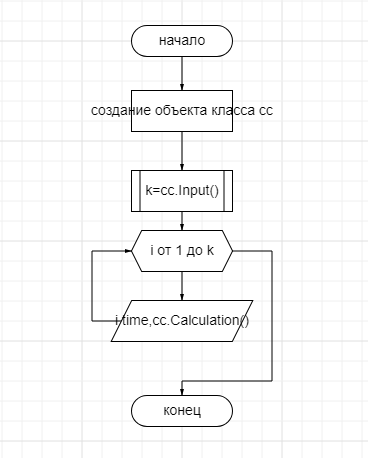 начало
создание объекта класса cc
k=cc.Input()
i от 1 до k
i-time,cc.Calculation()
конец